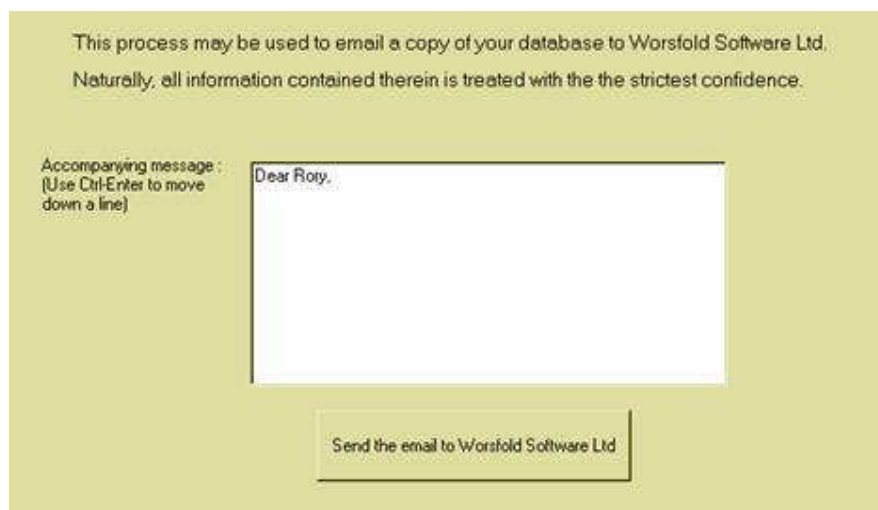 This process may be used to email a copy of your database to Worsfold Software Ltd.
Naturally, all information contained therein is treated with the the strictest confidence.
Accompanying message :
(Use Ctrl-Enter to move
down a line)
Dear Rory,
Send the email to Worsfold Software Ltd